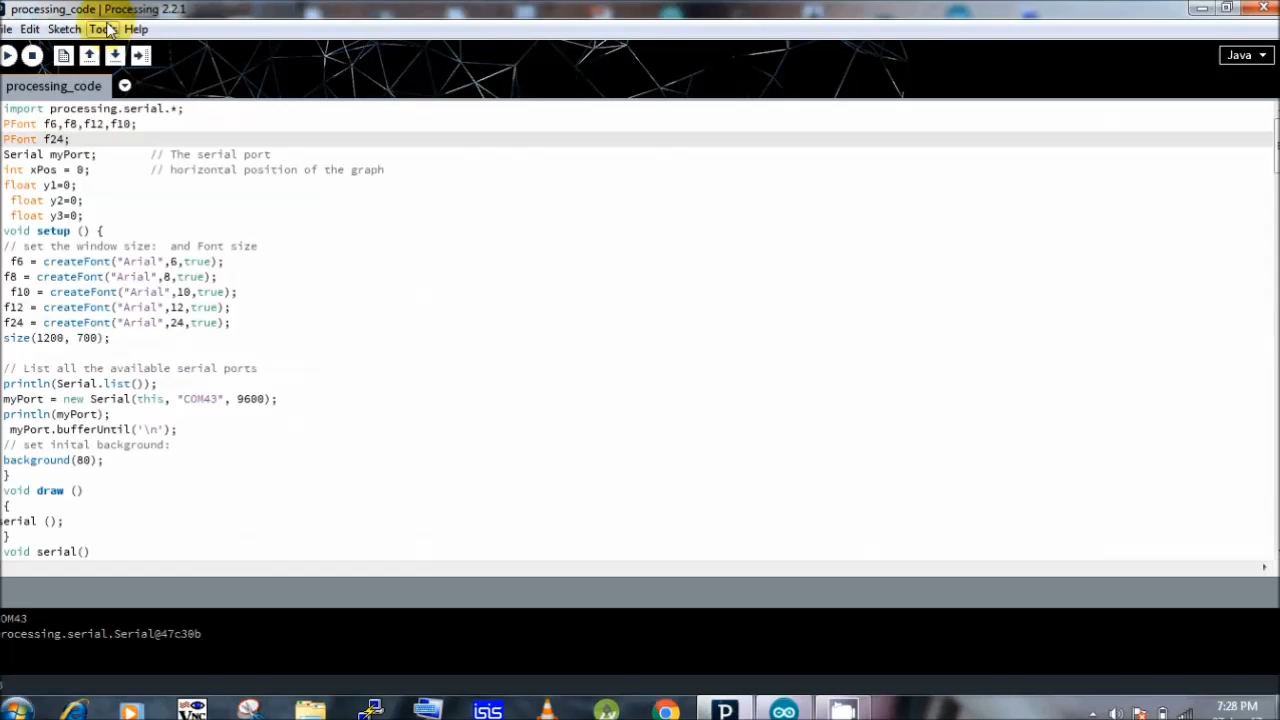 processing_code | Processing 2.2.1
ile Edit Sketch Tools Help
Java
processing_code
import processing.serial.*;
PFont f6,f8,f12,f10;
PFont f24;
Serial myPort; // The serial port
int xPos = 0; // horizontal position of the graph
float y1=0;
float y2=0;
float y3=0;
void setup () {
// set the window size: and Font size
f6 = createFont("Arial",6,true);
f8 = createFont("Arial",8,true);
f10 = createFont("Arial",10,true);
f12 = createFont("Arial",12,true);
f24 = createFont("Arial",24,true);
size(1200, 700);
// List all the available serial ports
println(Serial.list());
myPort = new Serial(this, "COM43", 9600);
println(myPort);
myPort.bufferUntil('\n');
// set inital background:
background(80);
}
void draw ()
{
serial ();
}
void serial()
OM43
rocessing.serial.Serial@47c30b
VNC
isis
P
7:28 PM